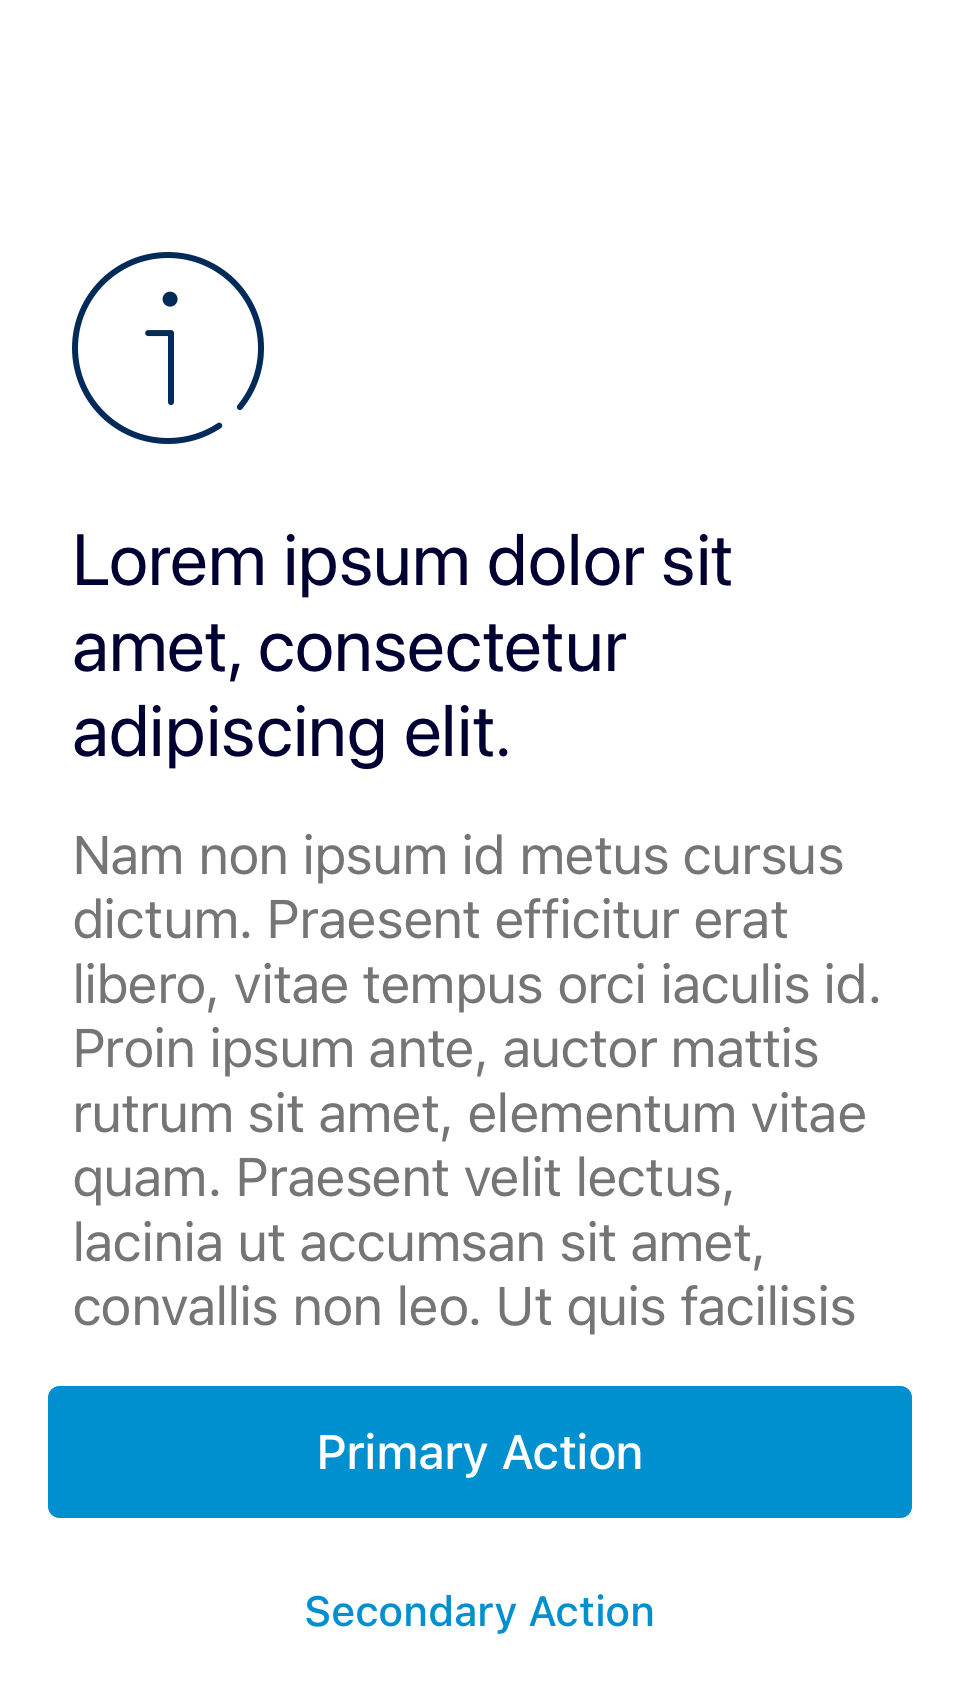 Lorem ipsum dolor sit
amet, consectetur
adipiscing elit.
Nam non ipsum id metus cursus
dictum. Praesent efficitur erat
libero, vitae tempus orci iaculis id.
Proin ipsum ante, auctor mattis
rutrum sit amet, elementum vitae
quam. Praesent velit lectus,
lacinia ut accumsan sit amet,
convallis non leo. Ut quis facilisis
Primary Action
Secondary Action